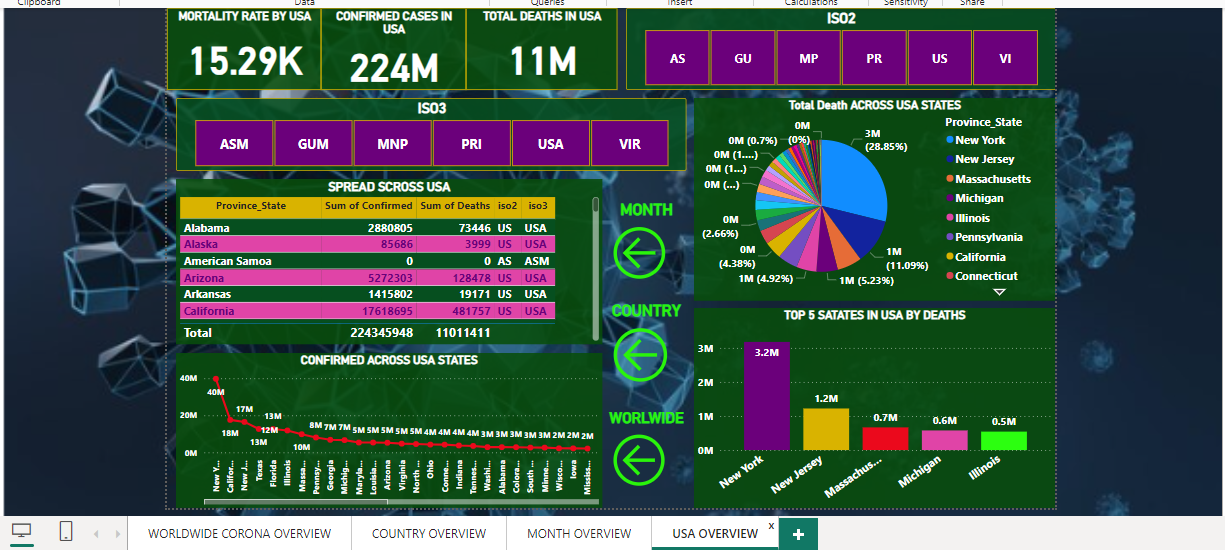 Clipboard Data Queries Insert Calculations Sensitivity Share
MORTALITY RATE BY USA
15.29K
CONFIRMED CASES IN
USA
224M
TOTAL DEATHS IN USA
11M
ISO2
AS GU MP PR US VI
ISO3
ASM GUM MNP PRI USA VIR
SPREAD SCROSS USA
Province_State Sum of Confirmed Sum of Deaths iso2 iso3
Alabama 2880805 73446 US USA
Alaska 85686 3999 US USA
American Samoa 0 0 AS ASM
Arizona 5272303 128478 US USA
Arkansas 1415802 19171 US USA
California 17618695 481757 US USA
Total 224345948 11011411
MONTH
COUNTRY
WORLWIDE
Total Death ACROSS USA STATES
0M
(0%)
0M (0.7%)
0M (1....)
0M (1...)
0M (...)
0M
(2.66%)
0M
(4.38%)
1M (4.92%)
1M (5.23%)
1M
(11.09%)
3M
(28.85%)
Province_State
New York
New Jersey
Massachusetts
Michigan
Illinois
Pennsylvania
California
Connecticut
CONFIRMED ACROSS USA STATES
40M
20M
0M
40M 18M 17M 13M 12M 13M 10M 8M 7M 7M 5M 5M 5M 5M 5M 4M 4M 4M 4M 3M 3M 3M 3M 3M 2M 2M 2M
New Y...
Califor...
New J...
Texas
Florida
Illinois
Massa...
Pennsy...
Georgia
Michig...
Maryla...
Louisia...
Arizona
Virginia
North ...
Ohio
Conne...
Indiana
Tennes...
Washi...
Alabama
Colora...
South ...
Minne...
Wisco...
Iowa
Mississ...
TOP 5 SATATES IN USA BY DEATHS
3M
2M
1M
0M
3.2M
1.2M
0.7M
0.6M
0.5M
New York
New Jersey
Massachus...
Michigan
Illinois
WORLDWIDE CORONA OVERVIEW COUNTRY OVERVIEW MONTH OVERVIEW USA OVERVIEW x +